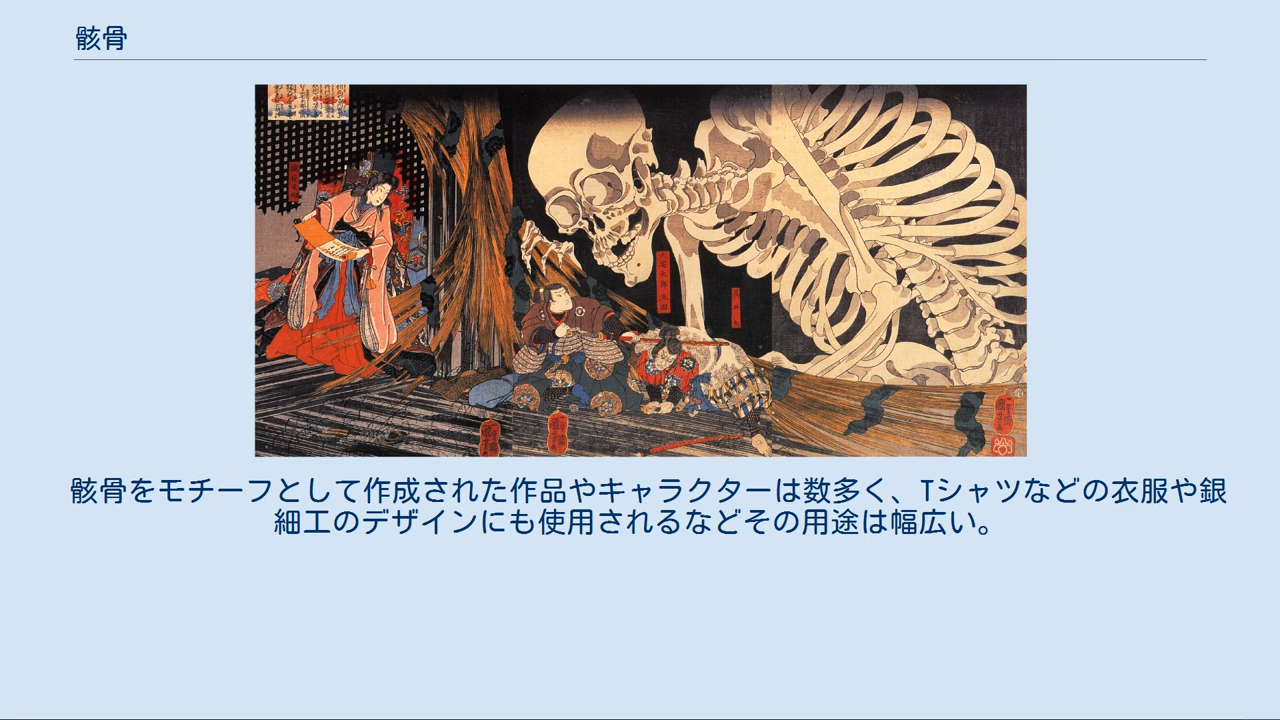 骸骨
骸骨をモチーフとして作成された作品やキャラクターは数多く、Tシャツなどの衣服や銀
細工のデザインにも使用されるなどその用途は幅広い。